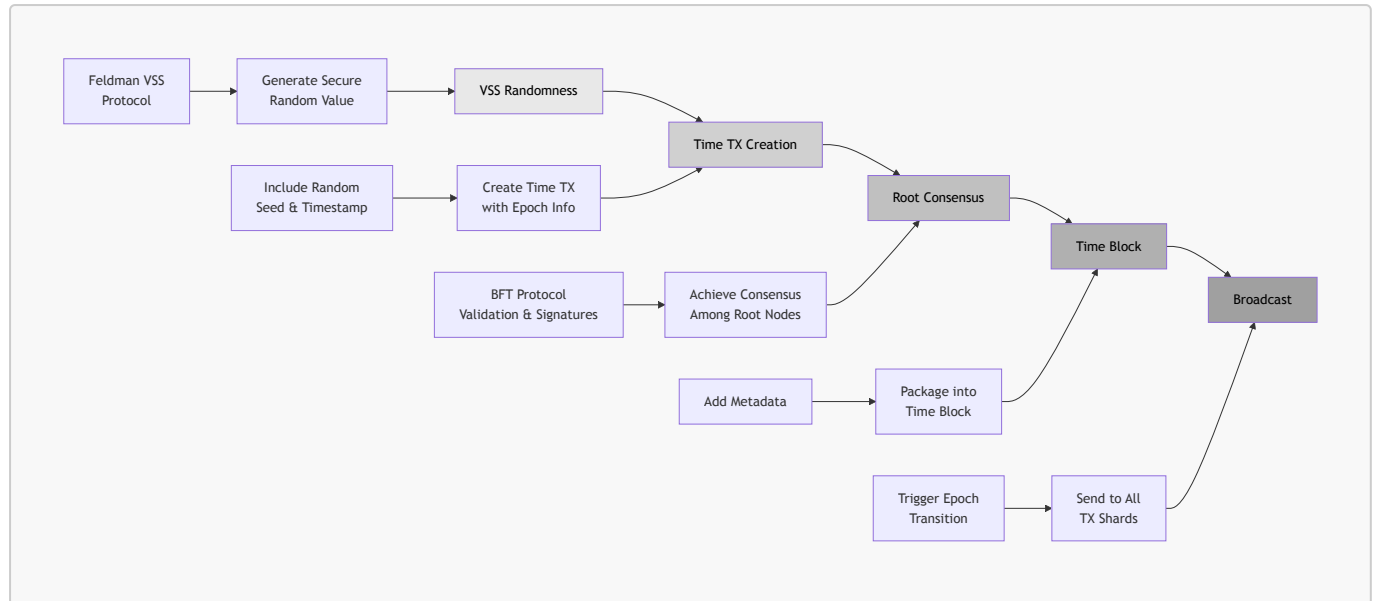 Feldman VSS
Protocol
Generate Secure
Random Value
VSS Randomness
Time TX Creation
Include Random
Seed & Timestamp
Create Time TX
with Epoch Info
Root Consensus
Time Block
BFT Protocol
Validation & Signatures
Achieve Consensus
Among Root Nodes
Broadcast
Add Metadata
Package into
Time Block
Trigger Epoch
Transition
Send to All
TX Shards